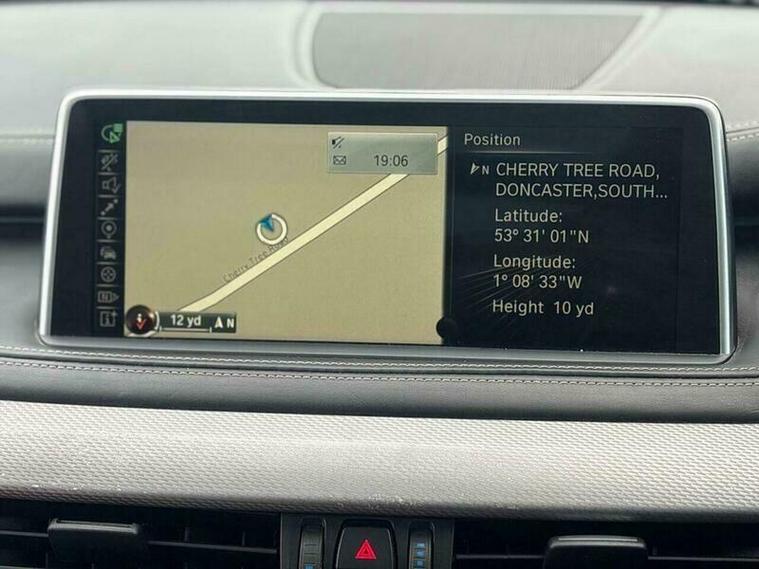 19:06
Cherry Tree Road
12 yd N
Position
N CHERRY TREE ROAD,
DONCASTER,SOUTH...
Latitude:
53° 31' 01"N
Longitude:
1° 08' 33"W
Height 10 yd